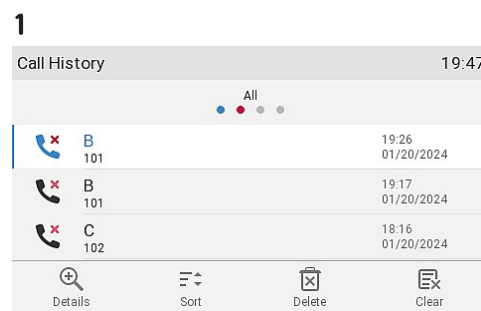 1
Call History 19:47
All
B 19:26
101 01/20/2024
B 19:17
101 01/20/2024
C 18:16
102 01/20/2024
Details Sort Delete Clear